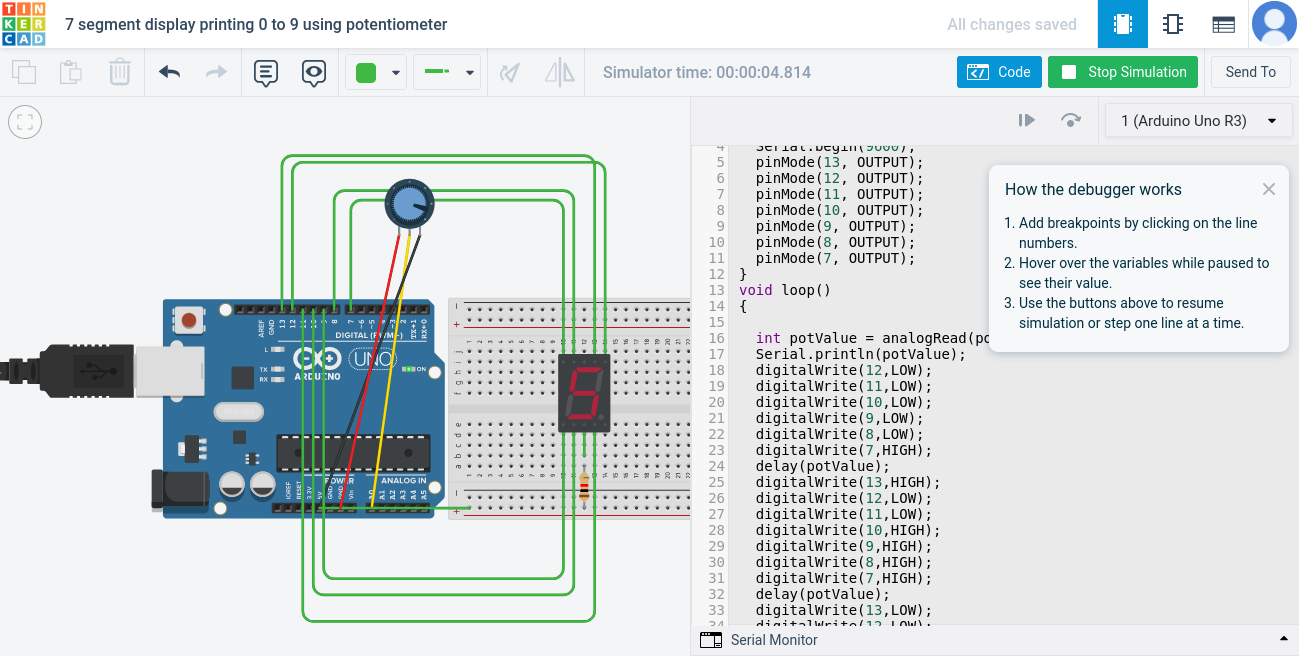 TIN
KER
CAD
7 segment display printing 0 to 9 using potentiometer
All changes saved
Simulator time: 00:00:04.814
Code
Stop Simulation
Send To
1 (Arduino Uno R3)
4 Serial.begin(9600);
5 pinMode(13, OUTPUT);
6 pinMode(12, OUTPUT);
7 pinMode(11, OUTPUT);
8 pinMode(10, OUTPUT);
9 pinMode(9, OUTPUT);
10 pinMode(8, OUTPUT);
11 pinMode(7, OUTPUT);
12 }
13 void loop()
14 {
15
16 int potValue = analogRead(po
17 Serial.println(potValue);
18 digitalWrite(12,LOW);
19 digitalWrite(11,LOW);
20 digitalWrite(10,LOW);
21 digitalWrite(9,LOW);
22 digitalWrite(8,LOW);
23 digitalWrite(7,HIGH);
24 delay(potValue);
25 digitalWrite(13,HIGH);
26 digitalWrite(12,LOW);
27 digitalWrite(11,LOW);
28 digitalWrite(10,HIGH);
29 digitalWrite(9,HIGH);
30 digitalWrite(8,HIGH);
31 digitalWrite(7,HIGH);
32 delay(potValue);
33 digitalWrite(13,LOW);
34 digitalWrite(12,LOW);
How the debugger works
1. Add breakpoints by clicking on the line
numbers.
2. Hover over the variables while paused to
see their value.
3. Use the buttons above to resume
simulation or step one line at a time.
AREF
GND
13
12
8
7
~6
~5
TX→1
RX←0
DIGITAL (PWM~)
L
TX
RX
UNO
ARDUINO
ON
IOREF
RESET
3.3V
5V
GND
GND
Vin
POWER
ANALOG IN
A0
A1
A2
A3
A4
A5
5
Serial Monitor